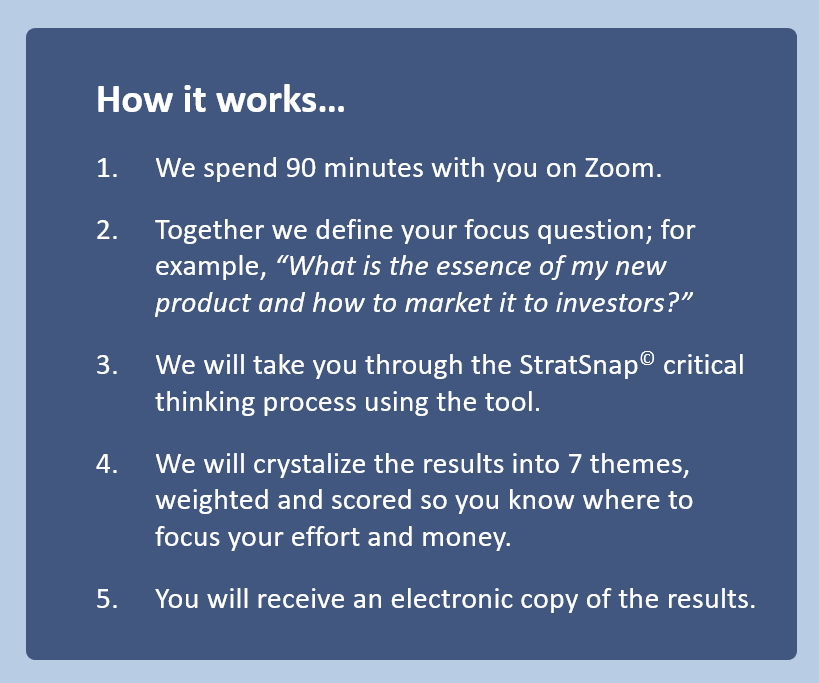 How it works...
1. We spend 90 minutes with you on Zoom.
2. Together we define your focus question; for
example, “What is the essence of my new
product and how to market it to investors?”
3. We will take you through the StratSnap© critical
thinking process using the tool.
4. We will crystalize the results into 7 themes,
weighted and scored so you know where to
focus your effort and money.
5. You will receive an electronic copy of the results.